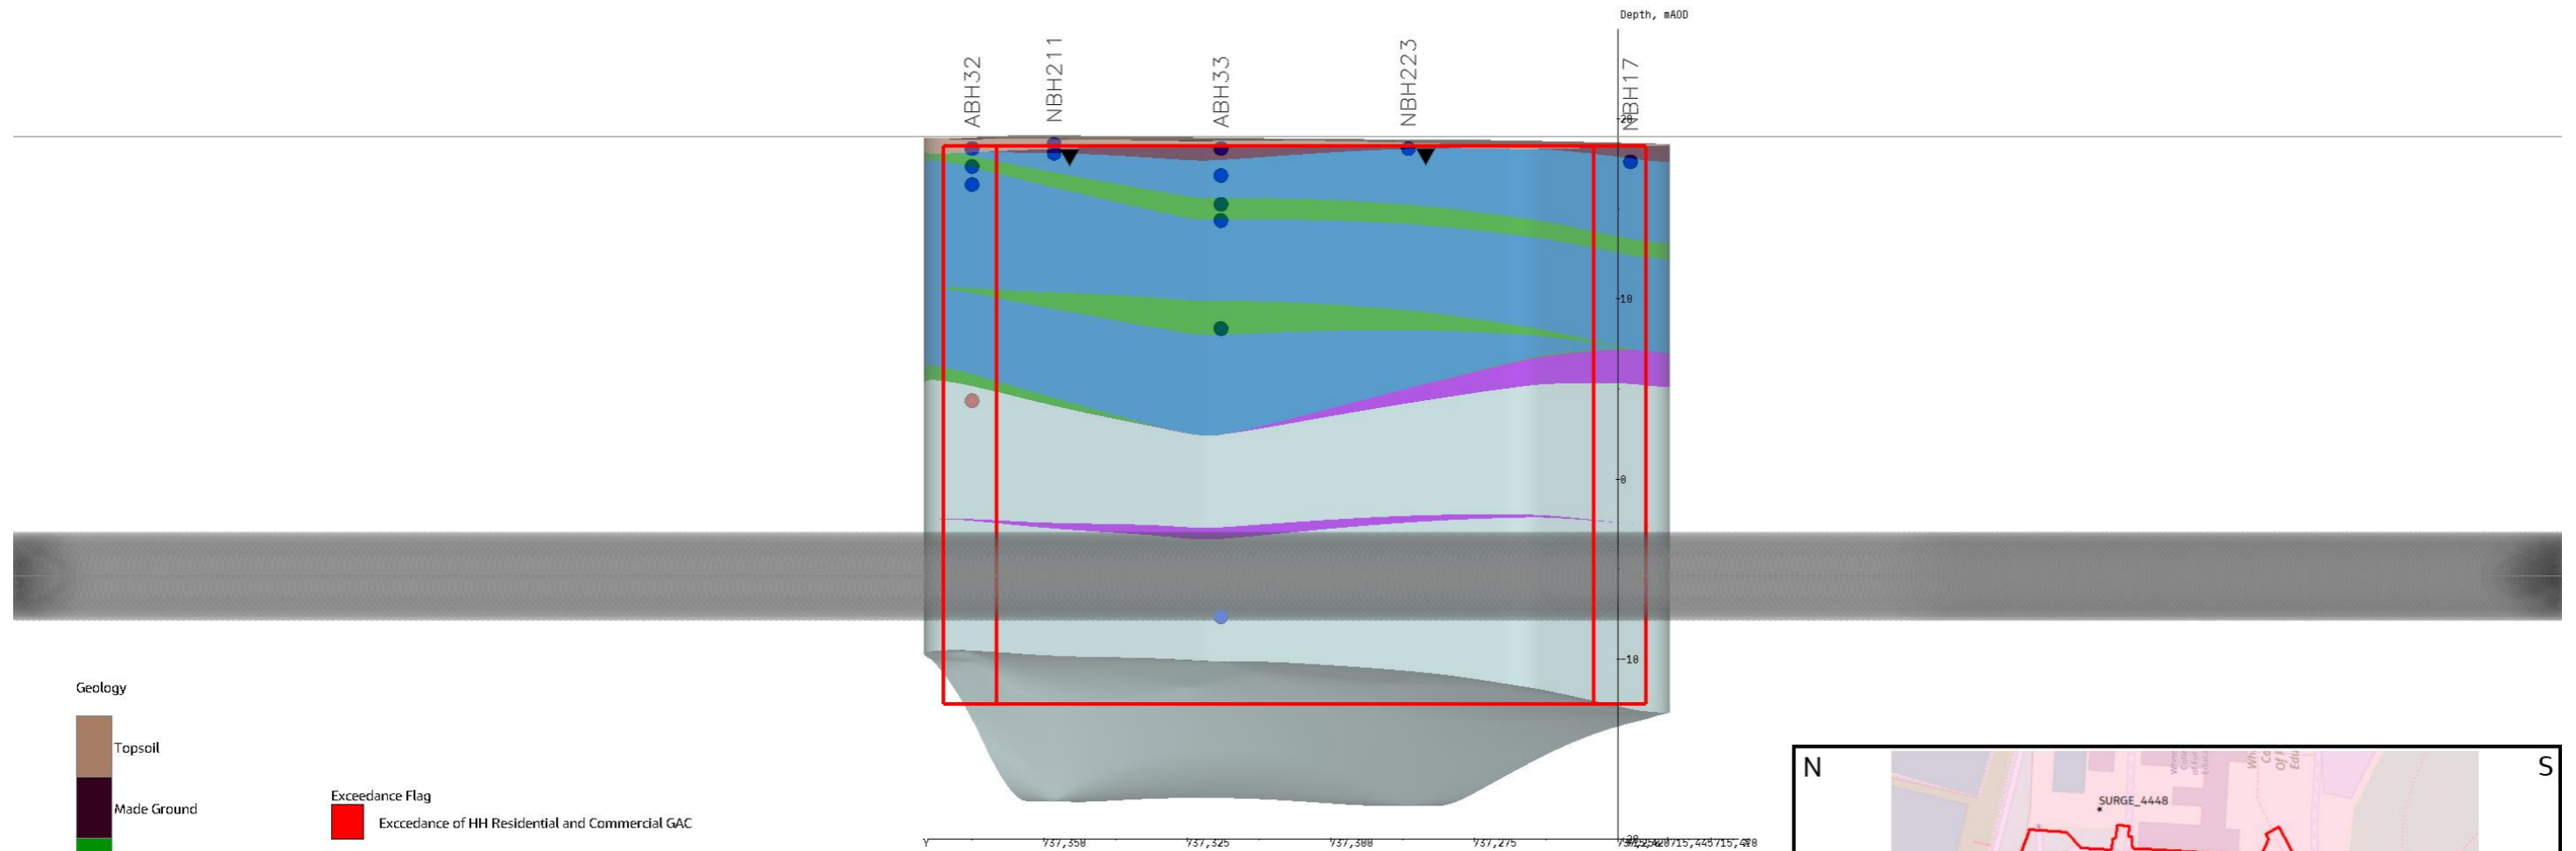 Depth, mAOD
ABH32
NBH211
ABH33
NBH223
NBH17
20
10
0
-10
Geology
Topsoil
Made Ground
Exceedance Flag
Exccedance of HH Residential and Commercial GAC
N
S
SURGE_4448
Y
737,350
737,325
737,300
737,275